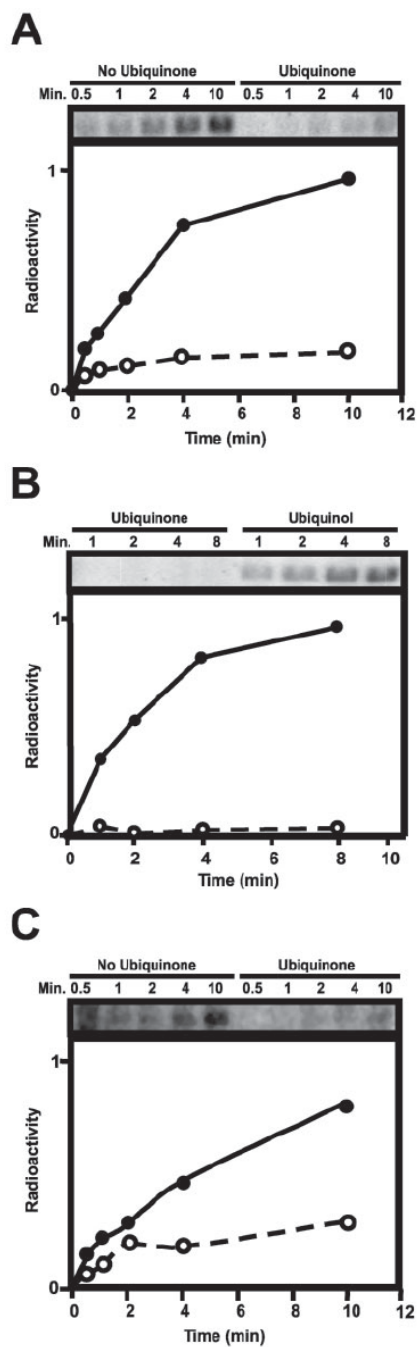 A
No Ubiquinone Ubiquinone
Min. 0.5 1 2 4 10 0.5 1 2 4 10
1
Radioactivity
0
0 2 4 6 8 10 12
Time (min)
B
Ubiquinone Ubiquinol
Min. 1 2 4 8 1 2 4 8
1
Radioactivity
0
0 2 4 6 8 10
Time (min)
C
No Ubiquinone Ubiquinone
Min. 0.5 1 2 4 10 0.5 1 2 4 10
1
Radioactivity
0
0 2 4 6 8 10 12
Time (min)